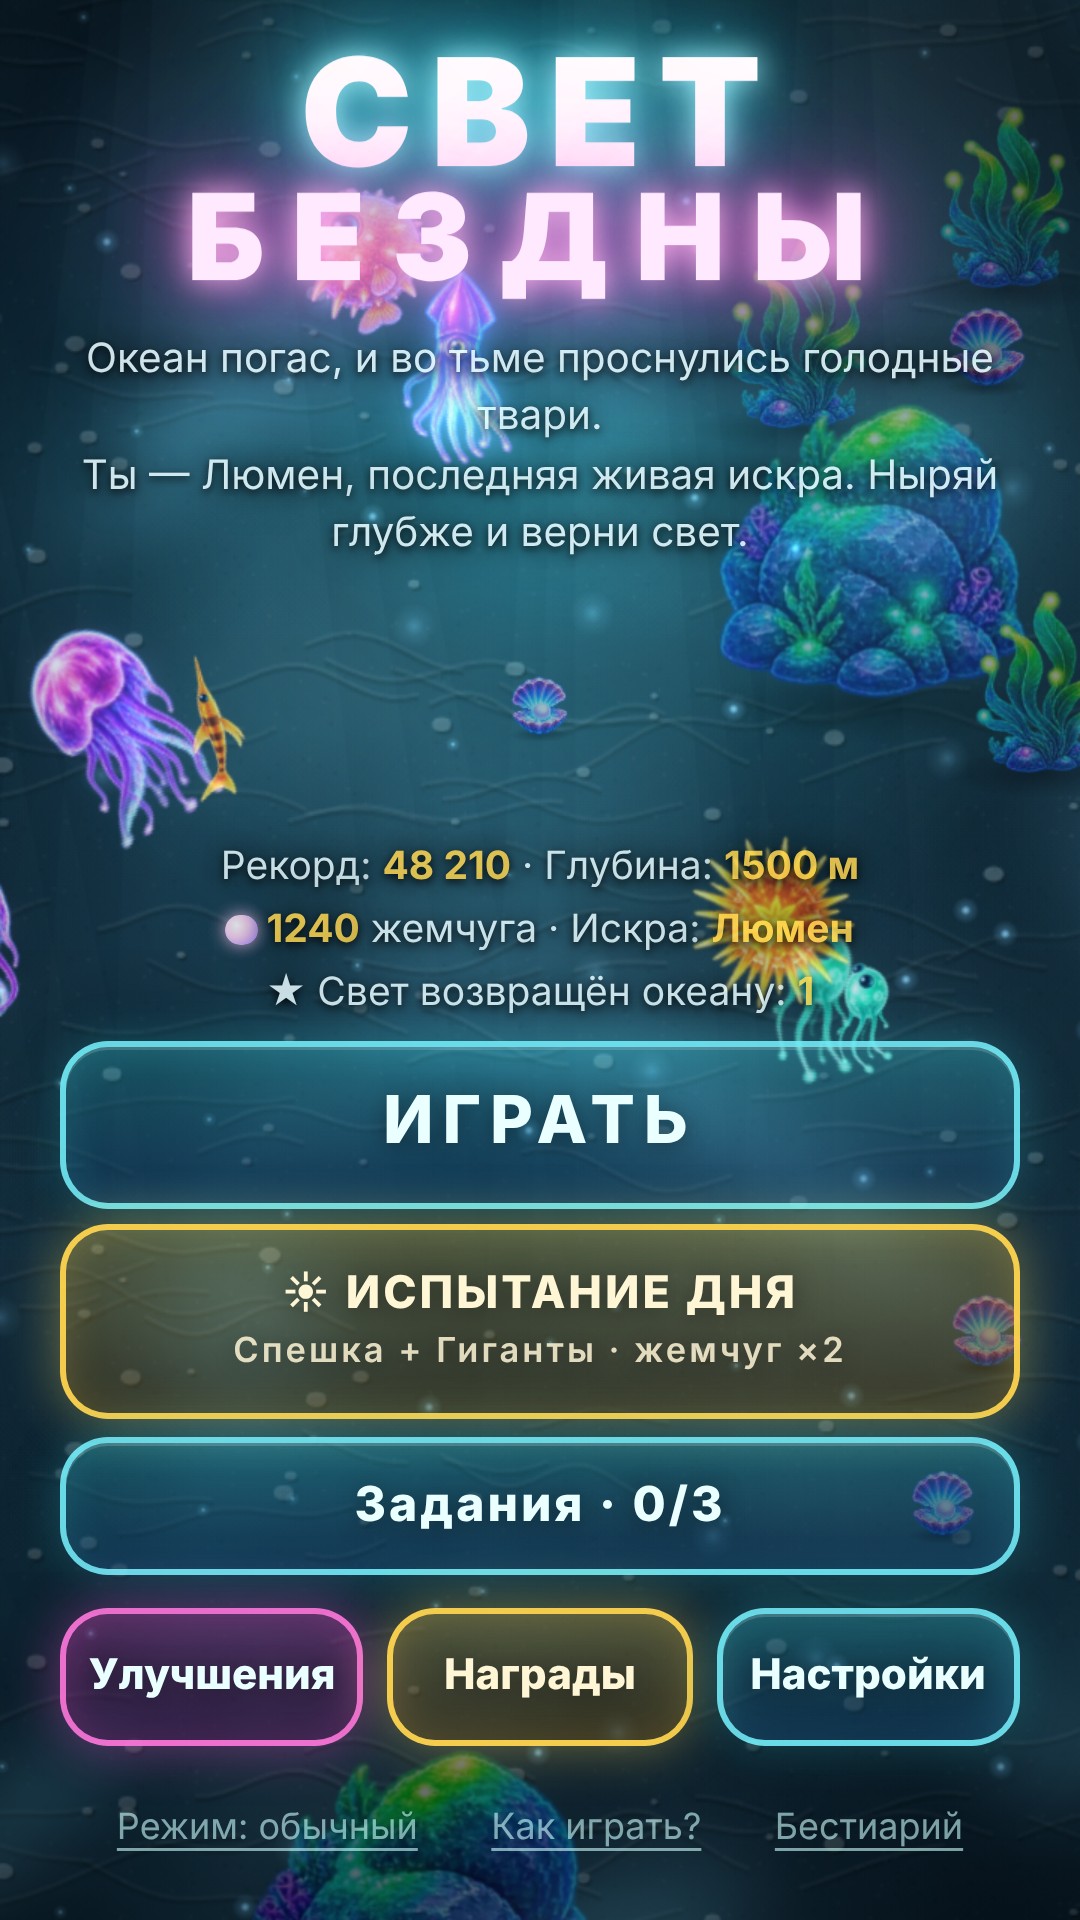 СВЕТ
БЕЗДНЫ
Океан погас, и во тьме проснулись голодные
твари.
Ты — Люмен, последняя живая искра. Ныряй
глубже и верни свет.
Рекорд: 48 210 · Глубина: 1500 м
1240 жемчуга · Искра: Люмен
★ Свет возвращён океану: 1
ИГРАТЬ
☀ ИСПЫТАНИЕ ДНЯ
Спешка + Гиганты · жемчуг ×2
Задания · 0/3
Улучшения Награды Настройки
Режим: обычный Как играть? Бестиарий